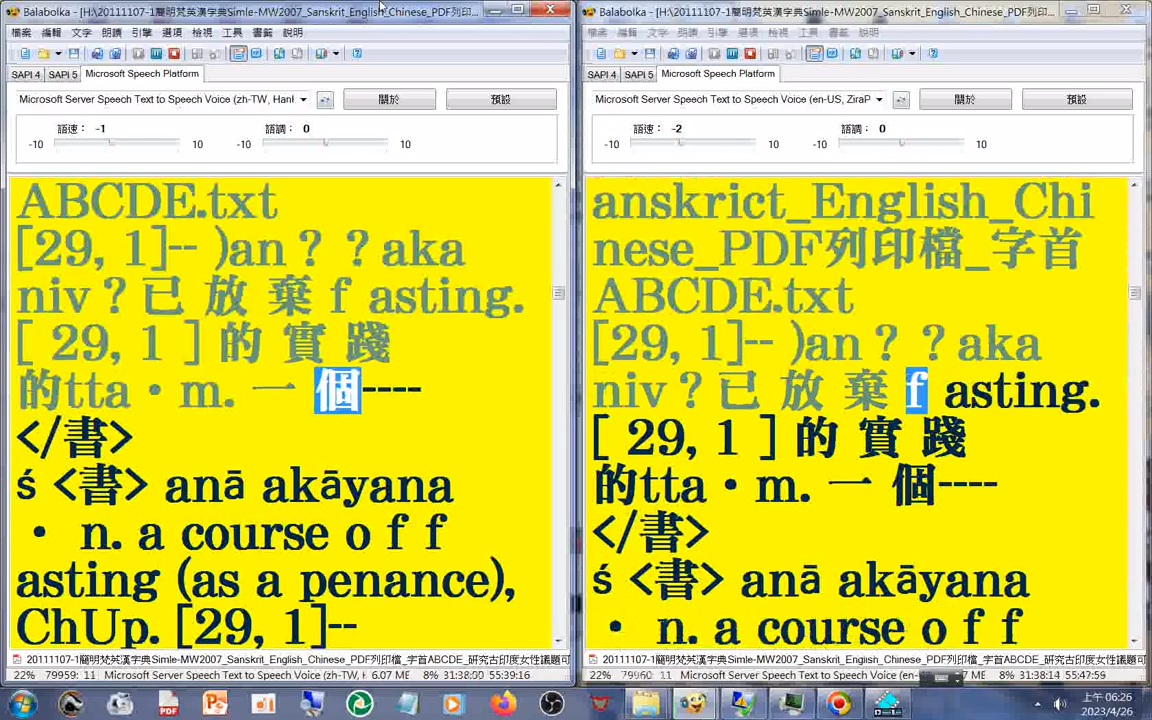 Balabolka - [H:\20111107-1簡明梵英漢字典Simle-MW2007_Sanskrit_English_Chinese_PDF列印...
檔案 編輯 文字 朗讀 引擎 選項 檢視 工具 書籤 說明
SAPI 4 SAPI 5 Microsoft Speech Platform
Microsoft Server Speech Text to Speech Voice (zh-TW, HanI 關於 預設
語速： -1 語調： 0
-10 10 -10 10
ABCDE.txt
[29, 1]-- )an？？aka
niv？已 放 棄 f asting.
[ 29, 1 ] 的 實 踐
的tta·m. 一 個----
</書>
ś <書> anā akāyana
· n. a course o f f
asting (as a penance),
ChUp. [29, 1]--
20111107-1簡明梵英漢字典Simle-MW2007_Sanskrit_English_Chinese_PDF列印檔_字首ABCDE_研究古印度女性議題可
22% 79959: 11 Microsoft Server Speech Text to Speech Voice (zh-TW, 6.07 ME 8% 31:38:00 55:39:16
Balabolka - [H:\20111107-1簡明梵英漢字典Simle-MW2007_Sanskrit_English_Chinese_PDF列印...
檔案 編輯 文字 朗讀 引擎 選項 檢視 工具 書籤 說明
SAPI 4 SAPI 5 Microsoft Speech Platform
Microsoft Server Speech Text to Speech Voice (en-US, ZiraP 關於 預設
語速： -2 語調： 0
-10 10 -10 10
anskrict_English_Chi
nese_PDF列印檔_字首
ABCDE.txt
[29, 1]-- )an？？aka
niv？已 放 棄 f asting.
[ 29, 1 ] 的 實 踐
的tta·m. 一 個----
</書>
ś <書> anā akāyana
· n. a course o f f
20111107-1簡明梵英漢字典Simle-MW2007_Sanskrit_English_Chinese_PDF列印檔_字首ABCDE_研究古印度女性議題可
22% 79960: 11 Microsoft Server Speech Text to Speech Voice (en-US, ME 8% 31:38:14 55:47:59
上午 06:26
2023/4/26